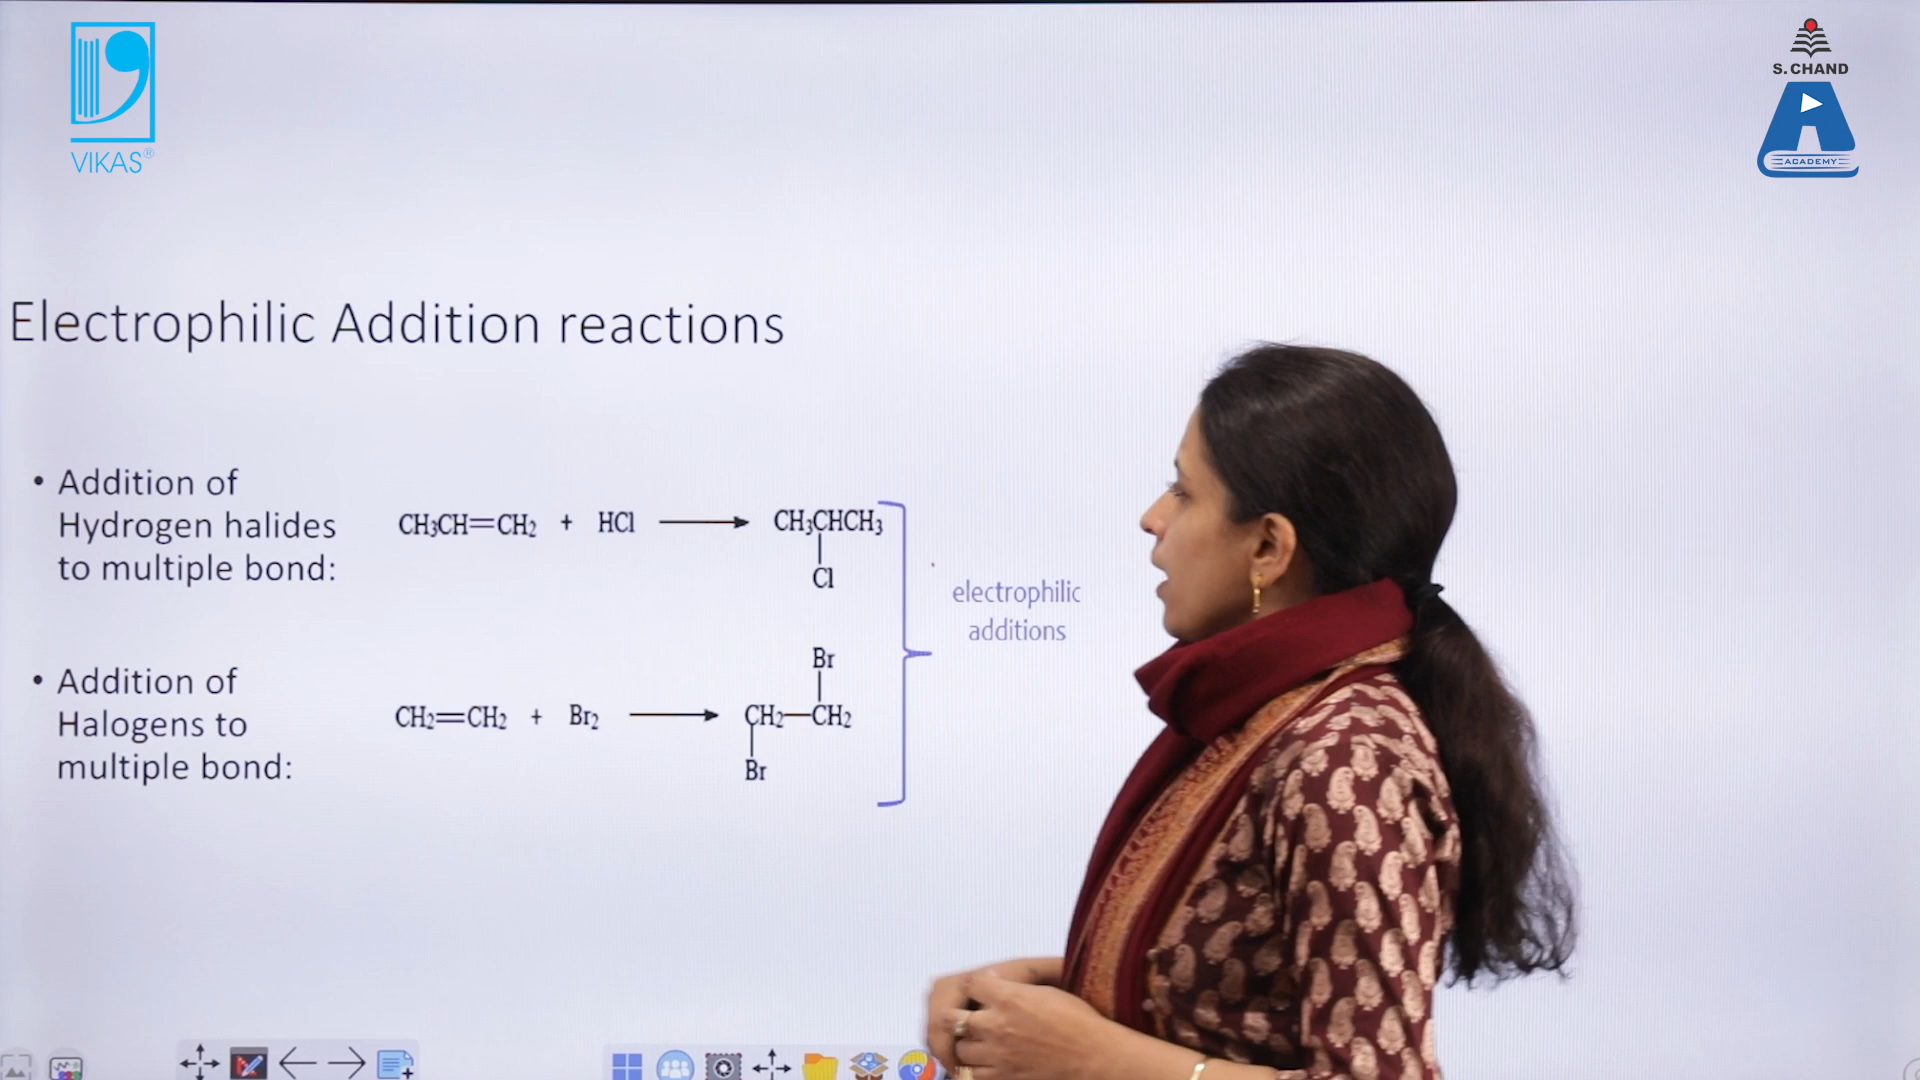 VIKAS®
S. CHAND
ACADEMY
Electrophilic Addition reactions
• Addition of
Hydrogen halides
to multiple bond:
CH₃CH=CH₂ + HCl → CH₃CHCH₃
Cl
electrophilic
additions
• Addition of
Halogens to
multiple bond:
Br
CH₂=CH₂ + Br₂ → CH₂—CH₂
Br